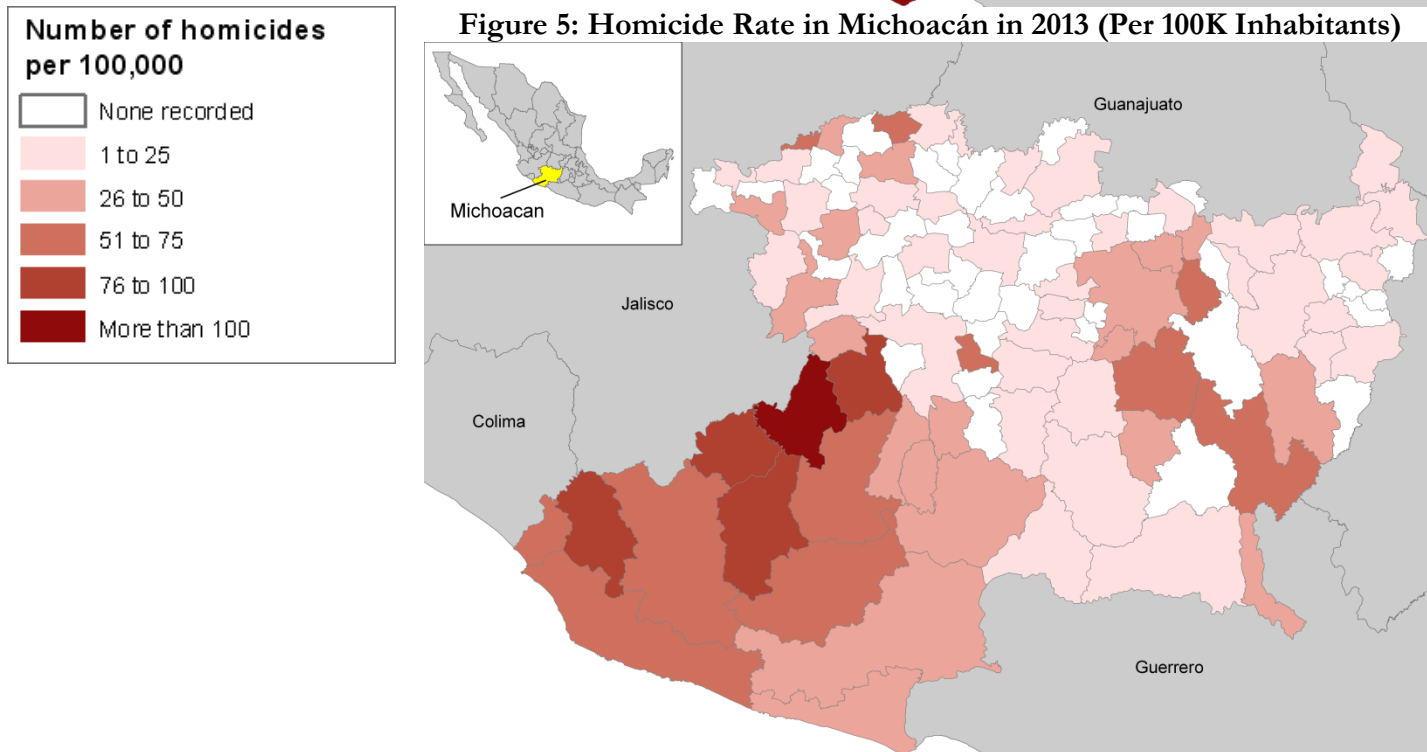 Figure 5: Homicide Rate in Michoacán in 2013 (Per 100K Inhabitants)
Number of homicides
per 100,000
None recorded
1 to 25
26 to 50
51 to 75
76 to 100
More than 100
Michoacan
Guanajuato
Jalisco
Colima
Guerrero